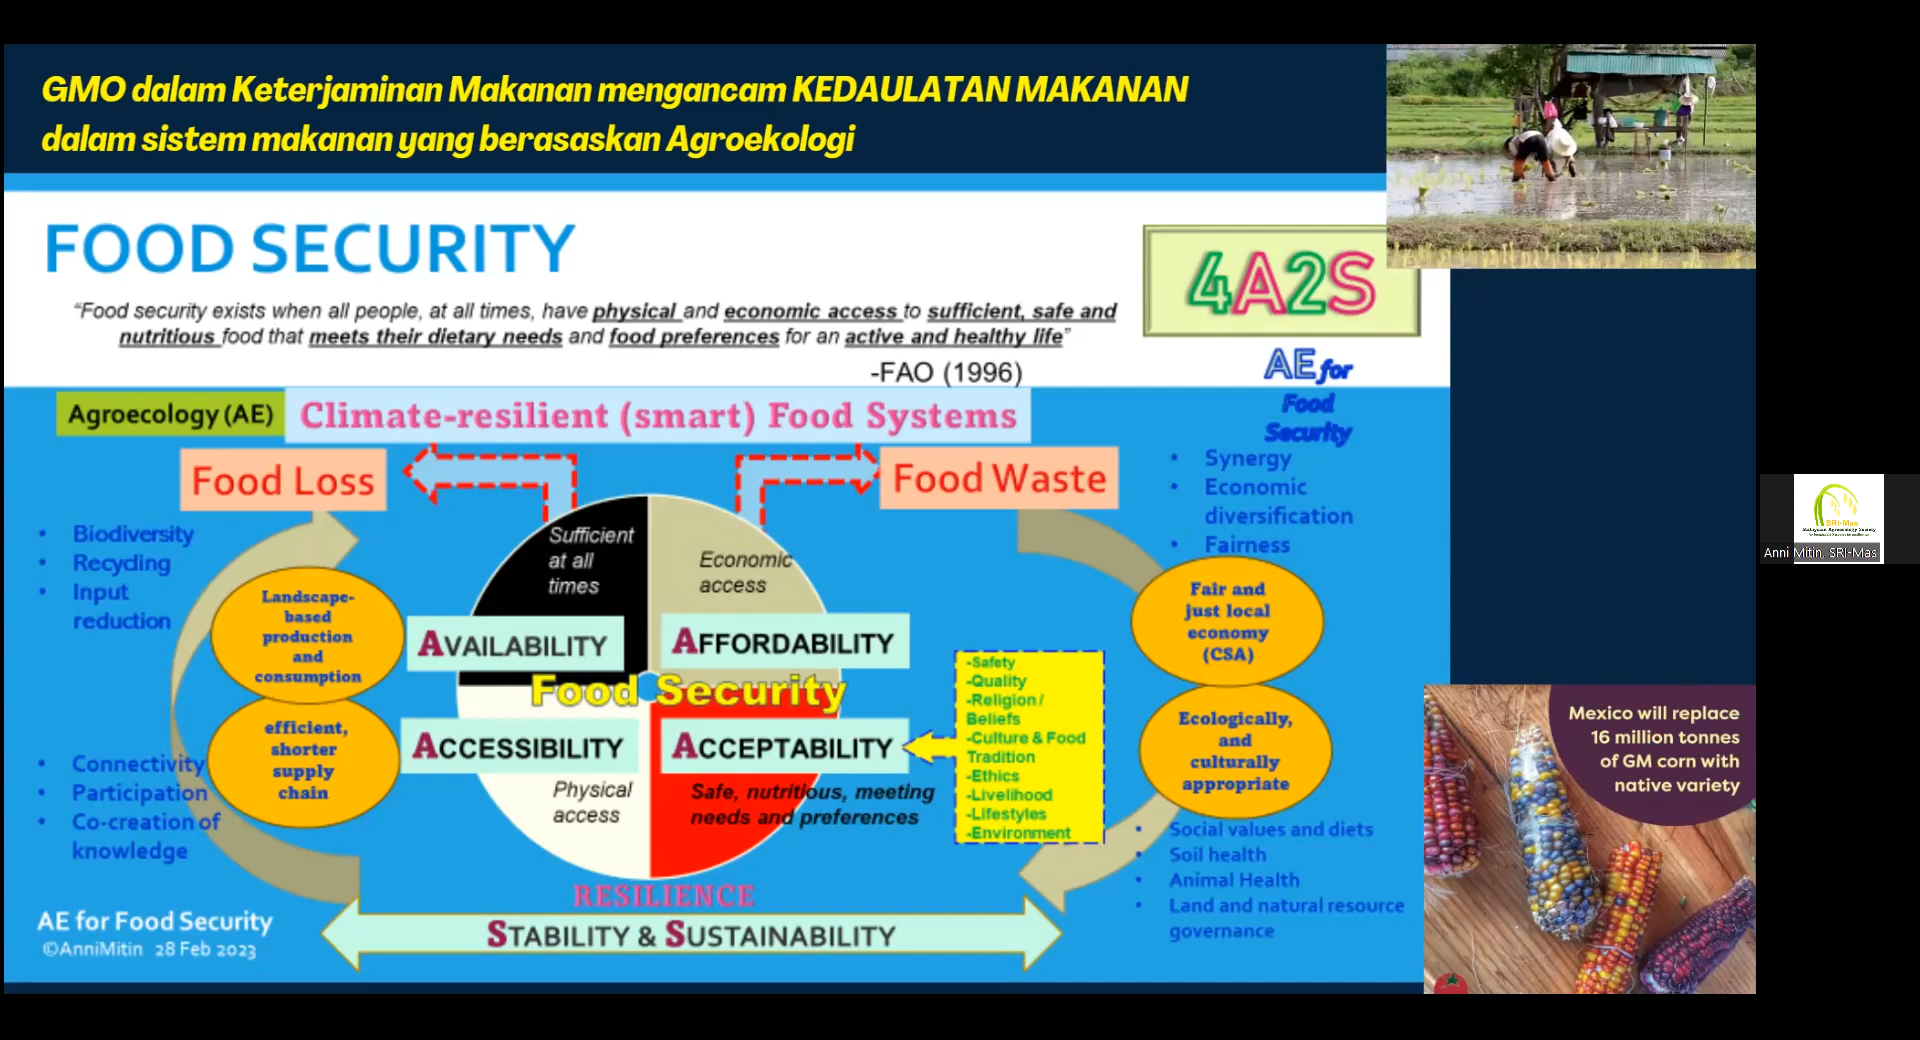 GMO dalam Keterjaminan Makanan mengancam KEDAULATAN MAKANAN
dalam sistem makanan yang berasaskan Agroekologi
FOOD SECURITY
4A2S
“Food security exists when all people, at all times, have physical and economic access to sufficient, safe and
nutritious food that meets their dietary needs and food preferences for an active and healthy life”
-FAO (1996)
AE for
Food
Security
Agroecology (AE)
Climate-resilient (smart) Food Systems
Food Loss
Food Waste
• Biodiversity
• Recycling
• Input
reduction
• Synergy
• Economic
diversification
• Fairness
Sufficient
at all
times
Economic
access
Landscape-
based
production
and
consumption
AVAILABILITY
AFFORDABILITY
Fair and
just local
economy
(CSA)
Food Security
-Safety
-Quality
-Religion /
Beliefs
-Culture & Food
Tradition
-Ethics
-Livelihood
-Lifestyles
-Environment
efficient,
shorter
supply
chain
ACCESSIBILITY
ACCEPTABILITY
Ecologically,
and
culturally
appropriate
• Connectivity
• Participation
• Co-creation of
knowledge
Physical
access
Safe, nutritious, meeting
needs and preferences
• Social values and diets
• Soil health
• Animal Health
• Land and natural resource
governance
RESILIENCE
STABILITY & SUSTAINABILITY
AE for Food Security
©AnniMitin 28 Feb 2023
Mexico will replace
16 million tonnes
of GM corn with
native variety
SRI-Mas
Anni Mitin, SRI-Mas